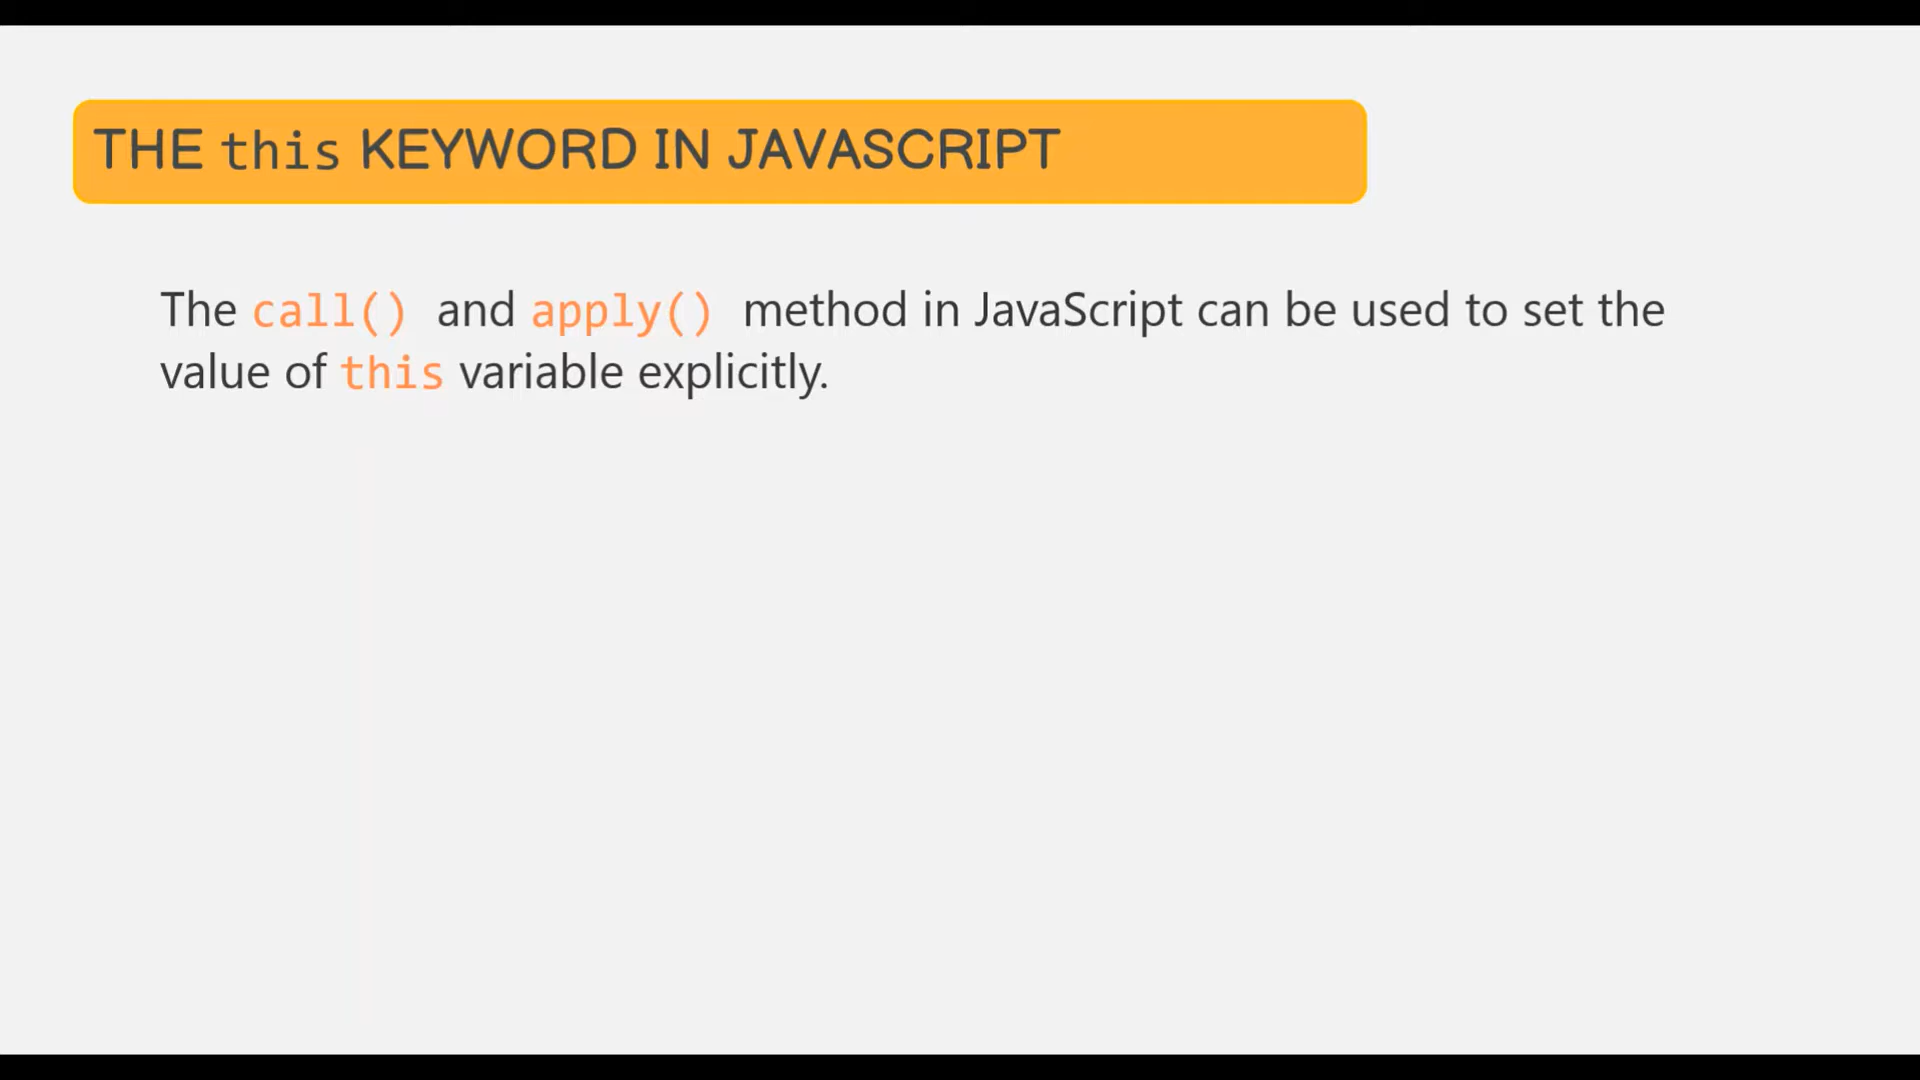 THE this KEYWORD IN JAVASCRIPT
The call() and apply() method in JavaScript can be used to set the
value of this variable explicitly.